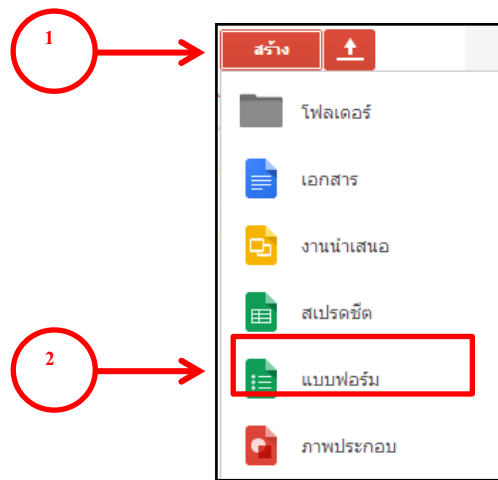 1
สร้าง
โฟลเดอร์
เอกสาร
งานนำเสนอ
สเปรดชีต
2
แบบฟอร์ม
ภาพประกอบ